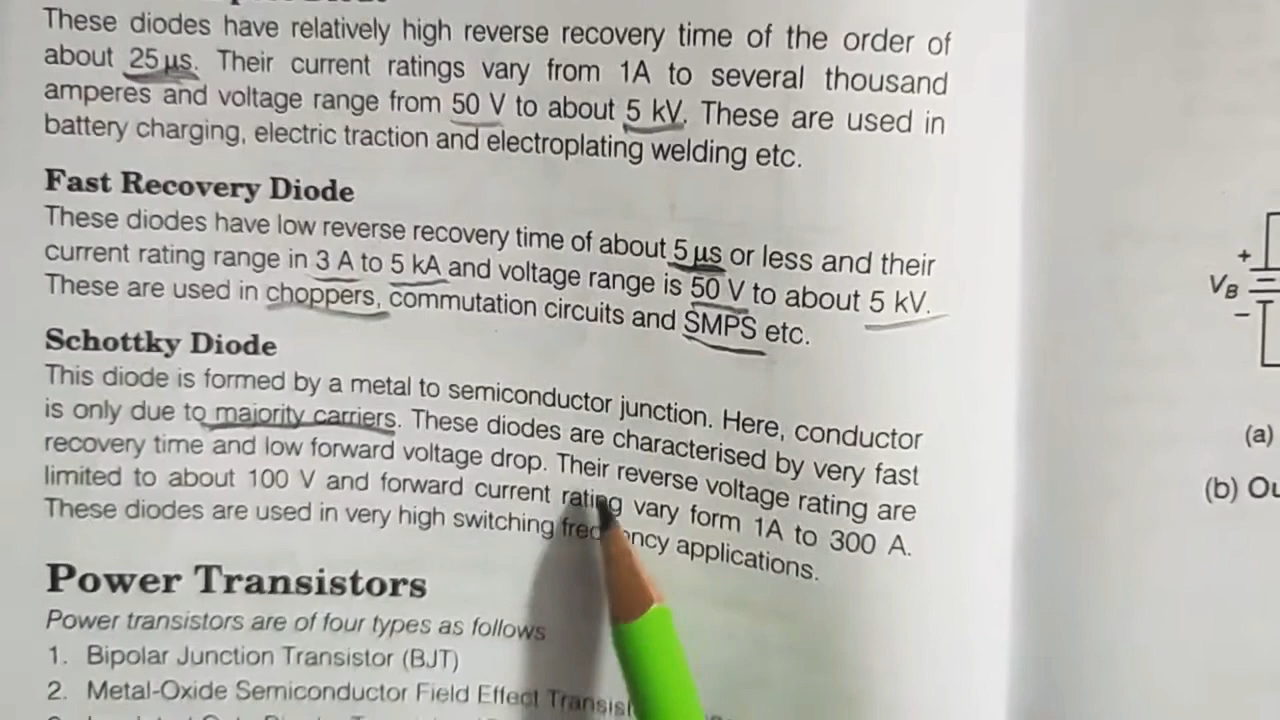 These diodes have relatively high reverse recovery time of the order of
about 25 μs. Their current ratings vary from 1A to several thousand
amperes and voltage range from 50 V to about 5 kV. These are used in
battery charging, electric traction and electroplating welding etc.
Fast Recovery Diode
These diodes have low reverse recovery time of about 5 μs or less and their
current rating range in 3 A to 5 kA and voltage range is 50 V to about 5 kV.
These are used in choppers, commutation circuits and SMPS etc.
Schottky Diode
This diode is formed by a metal to semiconductor junction. Here, conductor
is only due to majority carriers. These diodes are characterised by very fast
recovery time and low forward voltage drop. Their reverse voltage rating are
limited to about 100 V and forward current rating vary form 1A to 300 A.
These diodes are used in very high switching applications.
Power Transistors
Power transistors are of four types as follows
1. Bipolar Junction Transistor (BJT)
2. Metal-Oxide Semiconductor Field Effect
+
VB
−
(a)
(b)